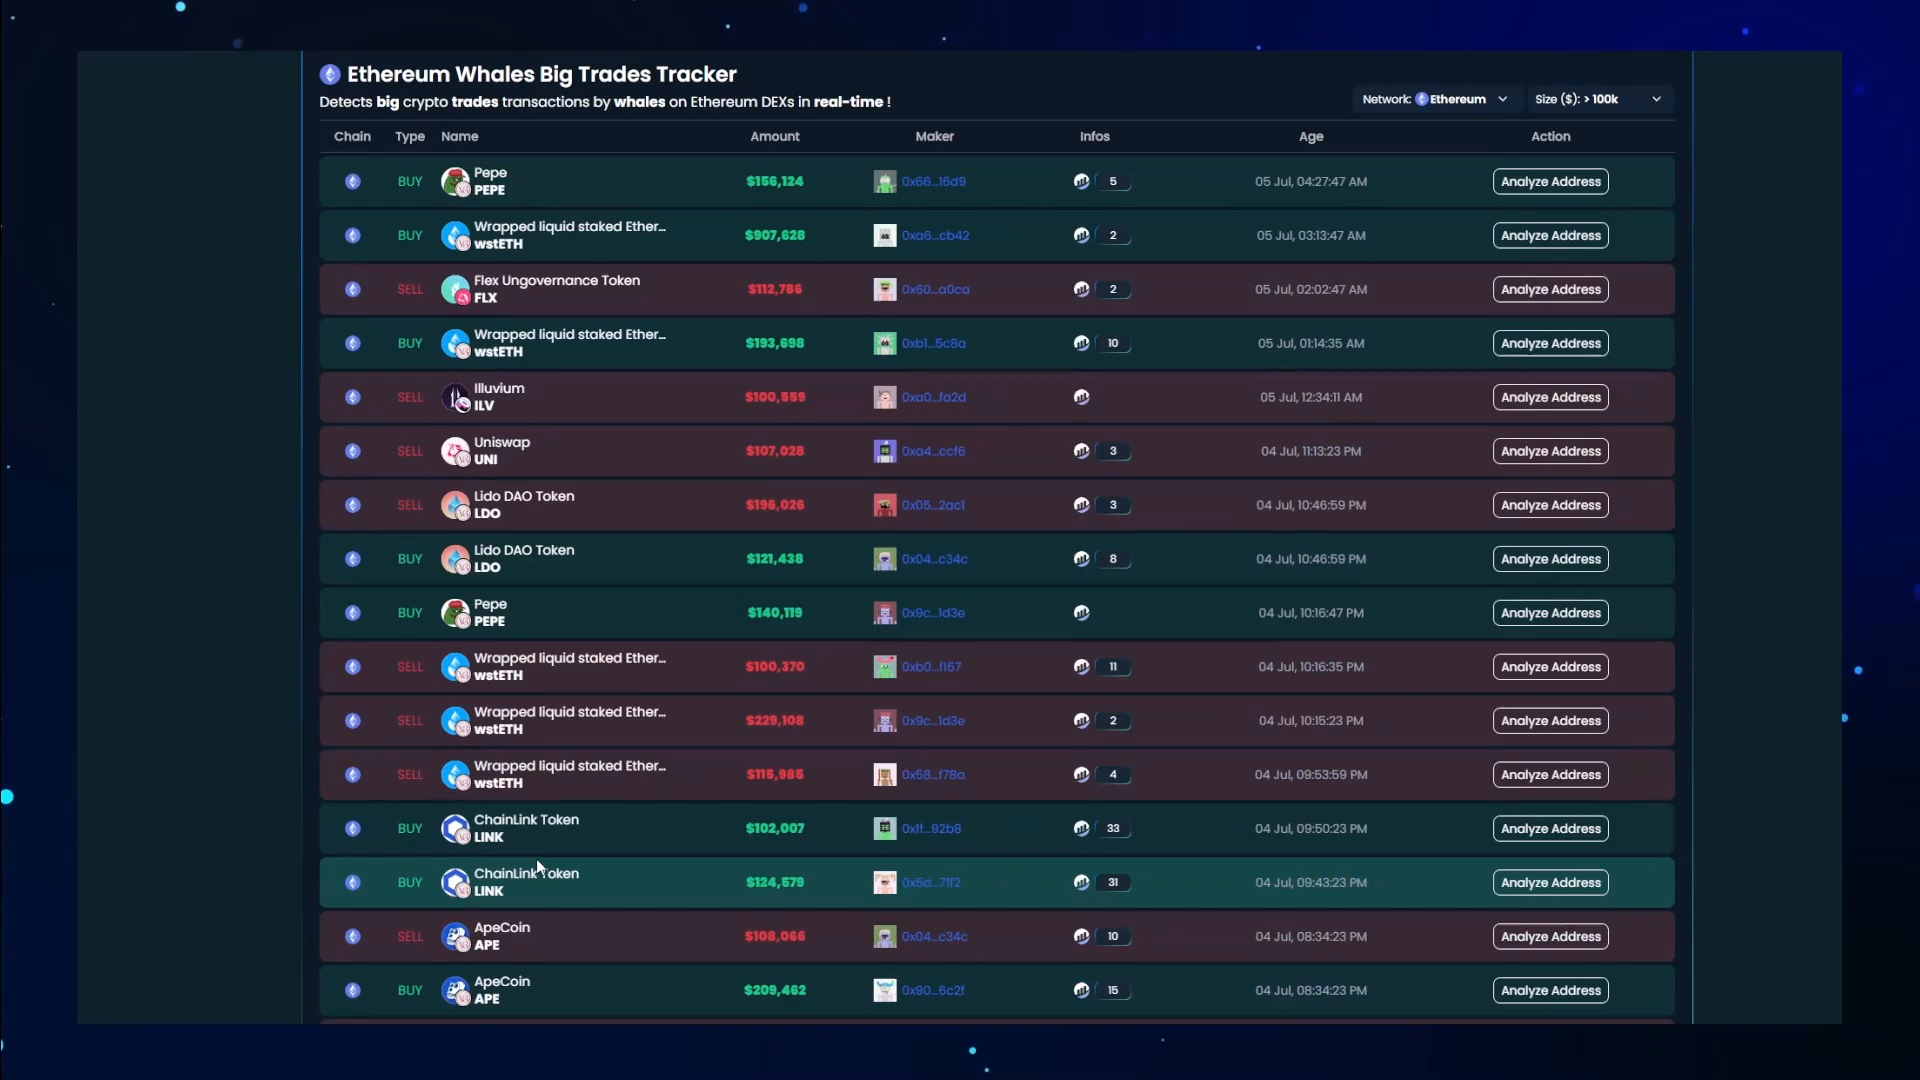 Ethereum Whales Big Trades Tracker
Detects big crypto trades transactions by whales on Ethereum DEXs in real-time !
Network: Ethereum Size ($): > 100k
Chain Type Name Amount Maker Infos Age Action
BUY Pepe PEPE $156,124 0x66...16d9 5 05 Jul, 04:27:47 AM Analyze Address
BUY Wrapped liquid staked Ether... wstETH $907,628 0xa6...cb42 2 05 Jul, 03:13:47 AM Analyze Address
SELL Flex Ungovernance Token FLX $112,786 0x60...a0ca 2 05 Jul, 02:02:47 AM Analyze Address
BUY Wrapped liquid staked Ether... wstETH $193,698 0xb1...5c8a 10 05 Jul, 01:14:35 AM Analyze Address
SELL Illuvium ILV $100,559 0xa0...fa2d 05 Jul, 12:34:11 AM Analyze Address
SELL Uniswap UNI $107,028 0xa4...ccf6 3 04 Jul, 11:13:23 PM Analyze Address
SELL Lido DAO Token LDO $196,026 0x05...2ac1 3 04 Jul, 10:46:59 PM Analyze Address
BUY Lido DAO Token LDO $121,438 0x04...c34c 8 04 Jul, 10:46:59 PM Analyze Address
BUY Pepe PEPE $140,119 0x9c...1d3e 04 Jul, 10:16:47 PM Analyze Address
SELL Wrapped liquid staked Ether... wstETH $100,370 0xb0...f167 11 04 Jul, 10:16:35 PM Analyze Address
SELL Wrapped liquid staked Ether... wstETH $229,108 0x9c...1d3e 2 04 Jul, 10:15:23 PM Analyze Address
SELL Wrapped liquid staked Ether... wstETH $115,985 0x58...f78a 4 04 Jul, 09:53:59 PM Analyze Address
BUY ChainLink Token LINK $102,007 0x1f...92b8 33 04 Jul, 09:50:23 PM Analyze Address
BUY ChainLink Token LINK $124,579 0x5d...71f2 31 04 Jul, 09:43:23 PM Analyze Address
SELL ApeCoin APE $108,066 0x04...c34c 10 04 Jul, 08:34:23 PM Analyze Address
BUY ApeCoin APE $209,462 0x90...6c2f 15 04 Jul, 08:34:23 PM Analyze Address